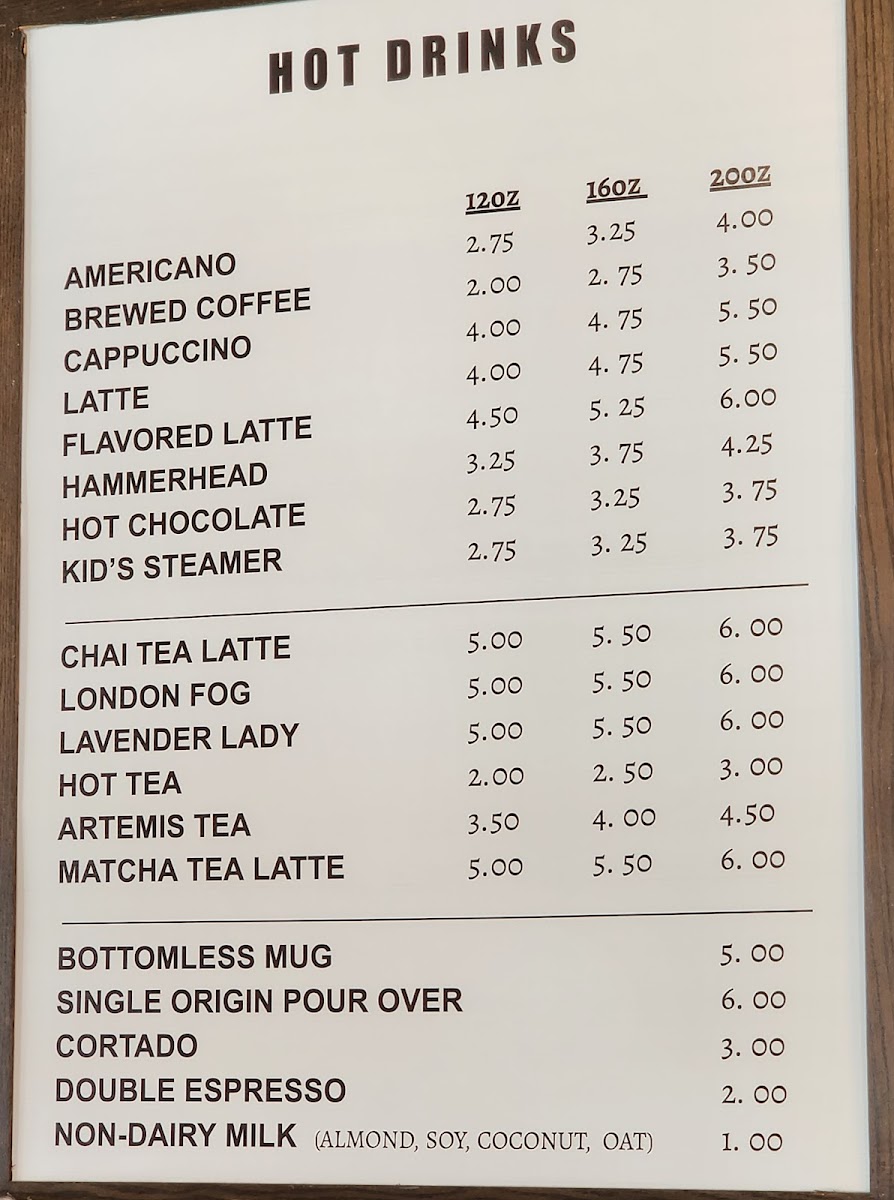 HOT DRINKS
12OZ 16OZ 20OZ
AMERICANO 2.75 3.25 4.00
BREWED COFFEE 2.00 2.75 3.50
CAPPUCCINO 4.00 4.75 5.50
LATTE 4.00 4.75 5.50
FLAVORED LATTE 4.50 5.25 6.00
HAMMERHEAD 3.25 3.75 4.25
HOT CHOCOLATE 2.75 3.25 3.75
KID'S STEAMER 2.75 3.25 3.75
CHAI TEA LATTE 5.00 5.50 6.00
LONDON FOG 5.00 5.50 6.00
LAVENDER LADY 5.00 5.50 6.00
HOT TEA 2.00 2.50 3.00
ARTEMIS TEA 3.50 4.00 4.50
MATCHA TEA LATTE 5.00 5.50 6.00
BOTTOMLESS MUG 5.00
SINGLE ORIGIN POUR OVER 6.00
CORTADO 3.00
DOUBLE ESPRESSO 2.00
NON-DAIRY MILK (ALMOND, SOY, COCONUT, OAT) 1.00